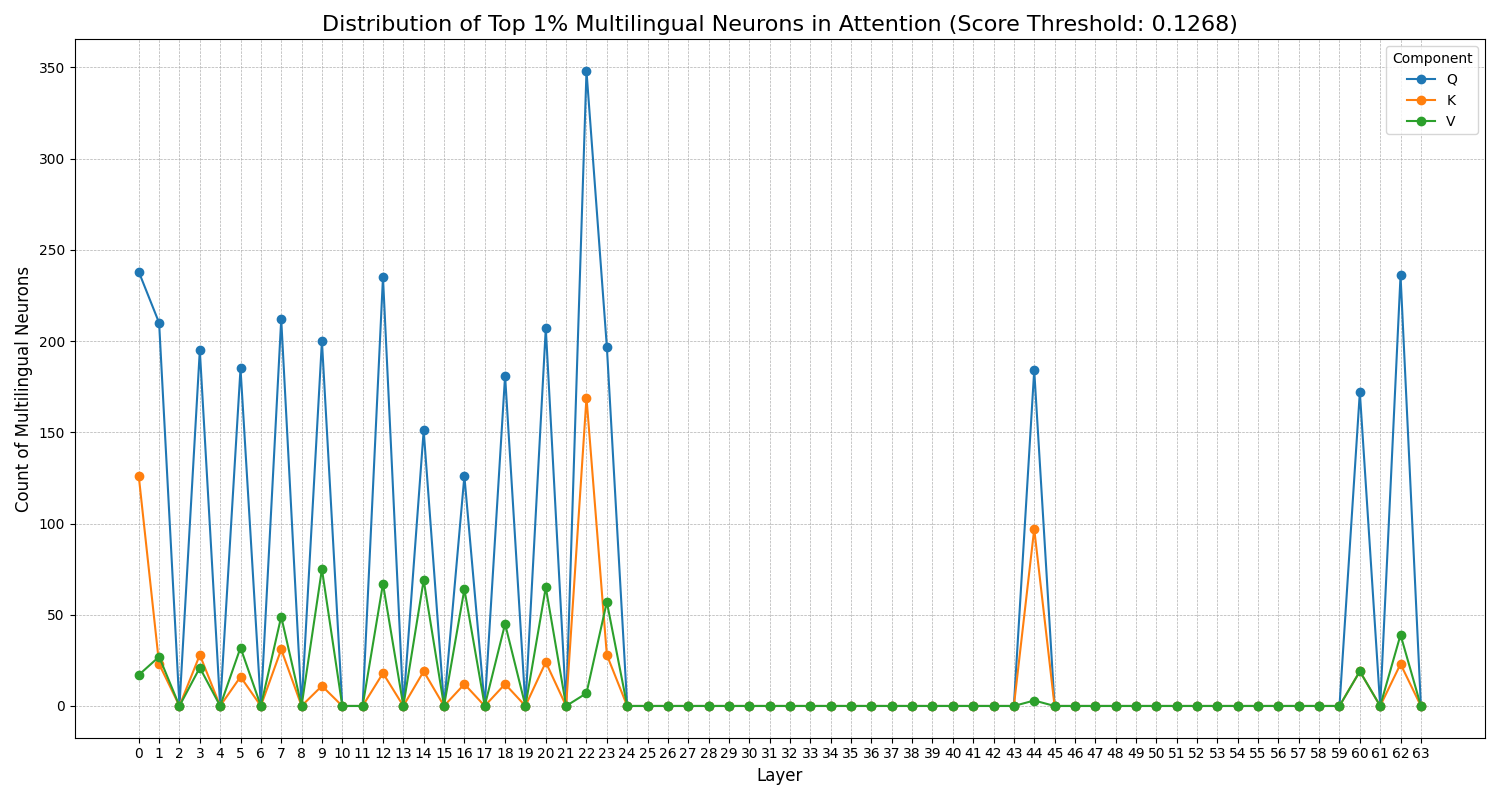 Distribution of Top 1% Multilingual Neurons in Attention (Score Threshold: 0.1268)
Component
Q
K
V
Count of Multilingual Neurons
350
300
250
200
150
100
50
0
0 1 2 3 4 5 6 7 8 9 10 11 12 13 14 15 16 17 18 19 20 21 22 23 24 25 26 27 28 29 30 31 32 33 34 35 36 37 38 39 40 41 42 43 44 45 46 47 48 49 50 51 52 53 54 55 56 57 58 59 60 61 62 63
Layer